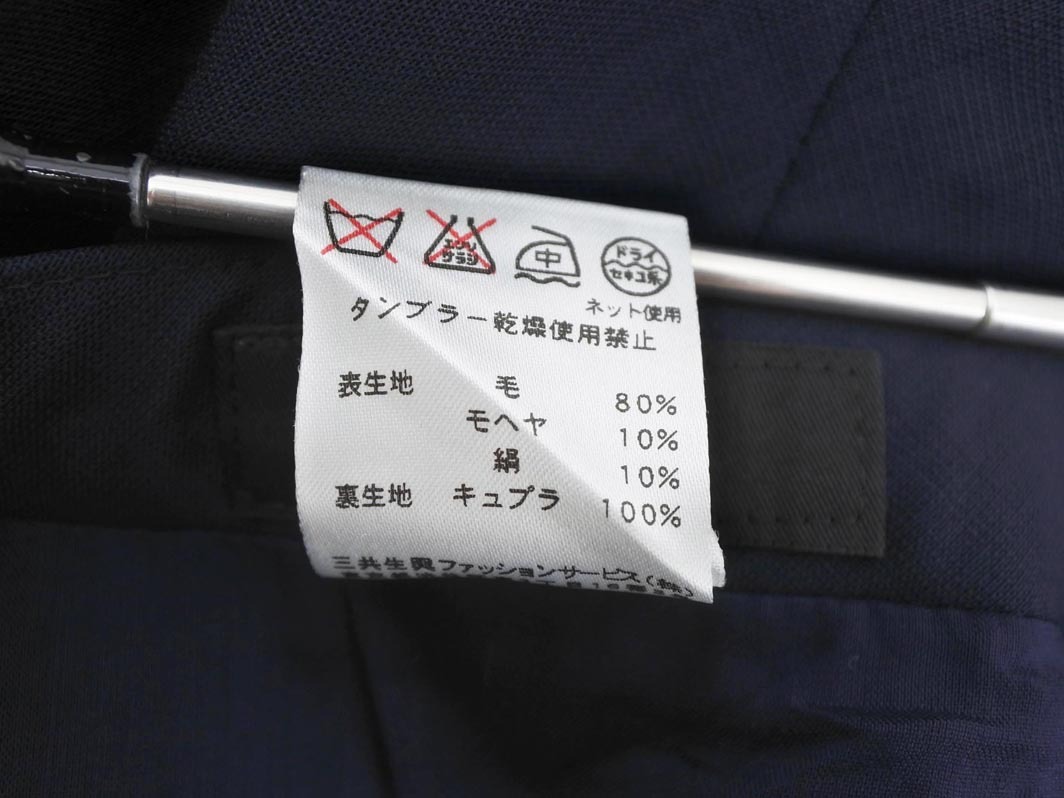 エンソ
サラシ
中
ドライ
セキユ系
ネット使用
タンブラー乾燥使用禁止
表生地 毛 80%
モヘヤ 10%
絹 10%
裏生地 キュプラ 100%
三共生興ファッションサービス(株)